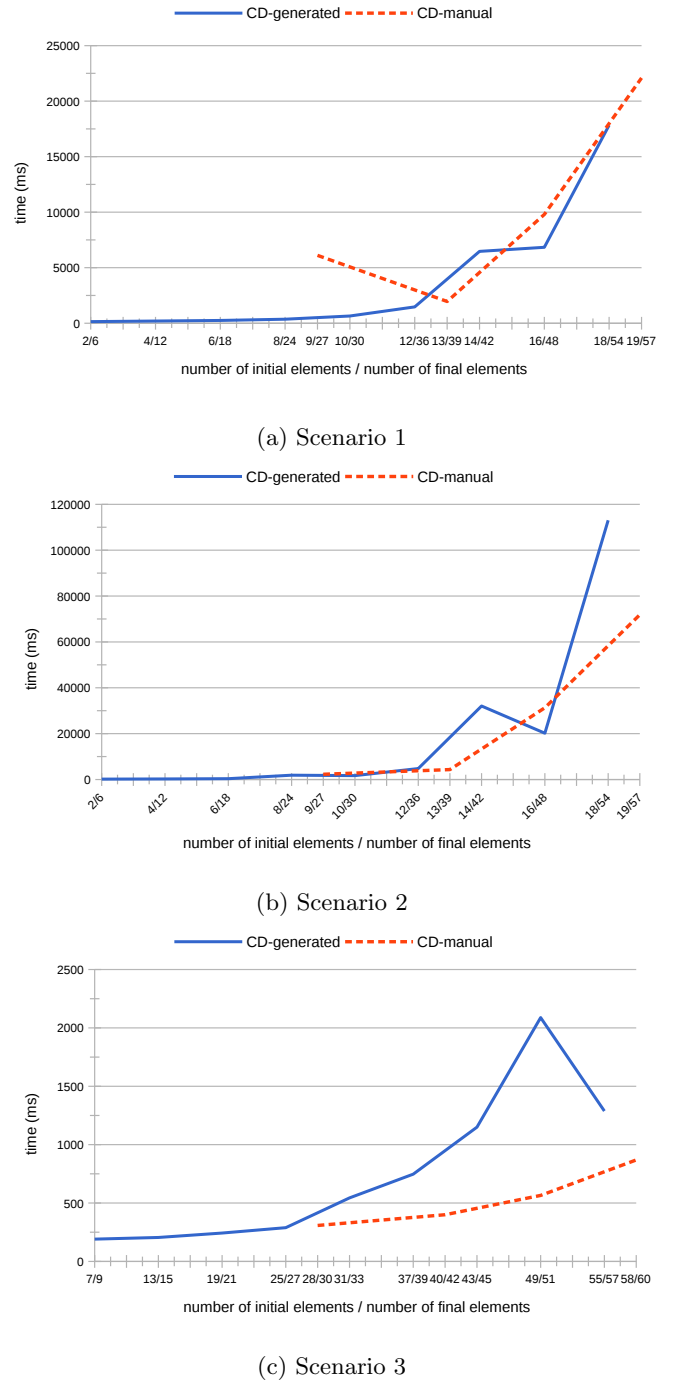 CD-generated CD-manual
25000
20000
15000
10000
5000
0
time (ms)
2/6 4/12 6/18 8/24 9/27 10/30 12/36 13/39 14/42 16/48 18/54 19/57
number of initial elements / number of final elements
(a) Scenario 1
CD-generated CD-manual
120000
100000
80000
60000
40000
20000
0
time (ms)
2/6 4/12 6/18 8/24 9/27 10/30 12/36 13/39 14/42 16/48 18/54 19/57
number of initial elements / number of final elements
(b) Scenario 2
CD-generated CD-manual
2500
2000
1500
1000
500
0
time (ms)
7/9 13/15 19/21 25/27 28/30 31/33 37/39 40/42 43/45 49/51 55/57 58/60
number of initial elements / number of final elements
(c) Scenario 3